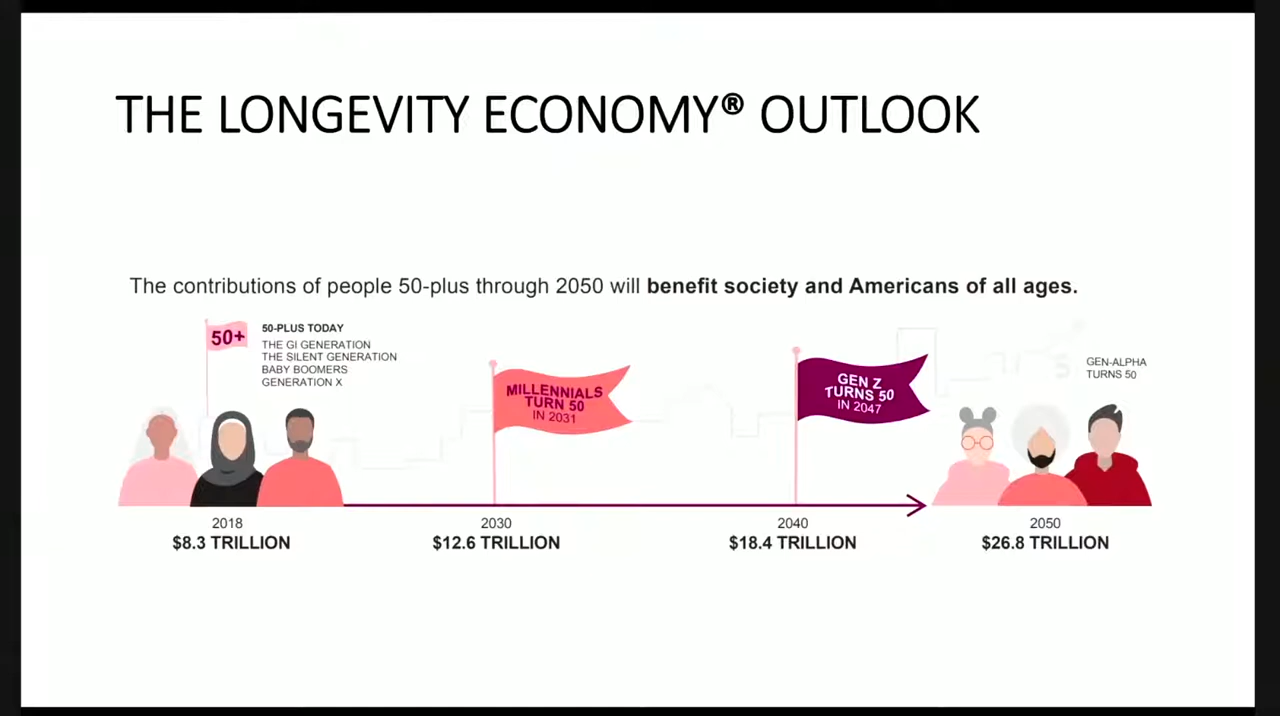 THE LONGEVITY ECONOMY® OUTLOOK
The contributions of people 50-plus through 2050 will benefit society and Americans of all ages.
50+
50-PLUS TODAY
THE GI GENERATION
THE SILENT GENERATION
BABY BOOMERS
GENERATION X
MILLENNIALS
TURN 50
IN 2031
GEN Z
TURNS 50
IN 2047
GEN-ALPHA
TURNS 50
2018
$8.3 TRILLION
2030
$12.6 TRILLION
2040
$18.4 TRILLION
2050
$26.8 TRILLION